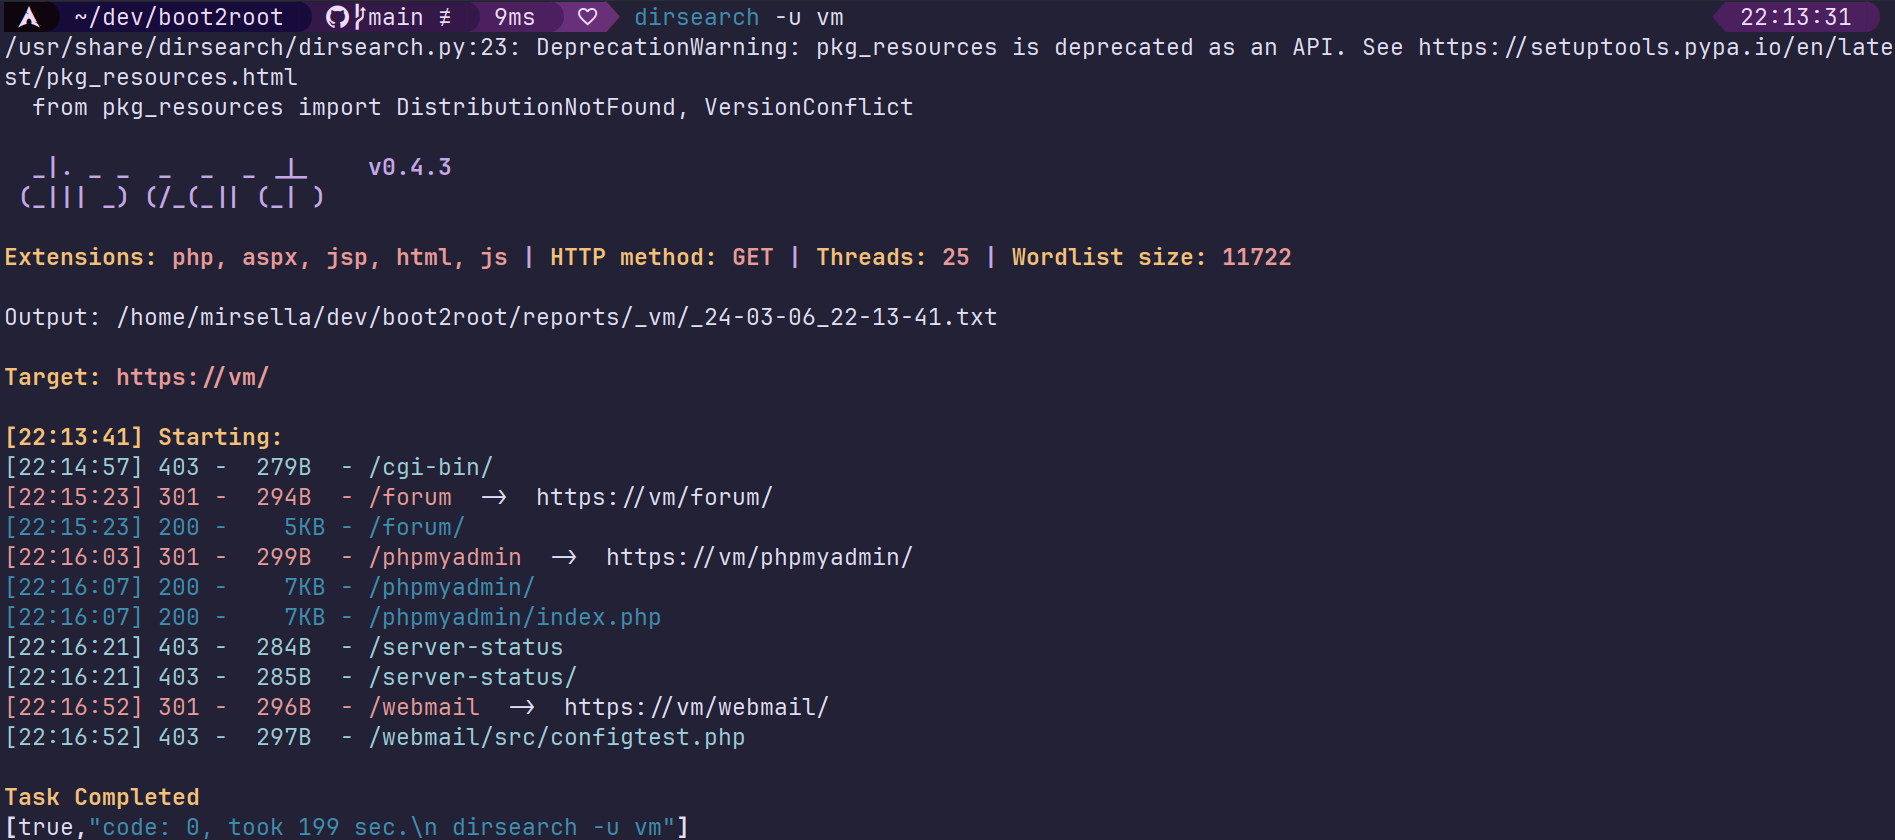 ~/dev/boot2root main ≢ 9ms ♡ dirsearch -u vm 22:13:31
/usr/share/dirsearch/dirsearch.py:23: DeprecationWarning: pkg_resources is deprecated as an API. See https://setuptools.pypa.io/en/late
st/pkg_resources.html
  from pkg_resources import DistributionNotFound, VersionConflict
  _|. _ _  _  _  _ _|_    v0.4.3
 (_||| _) (/_(_|| (_| )
Extensions: php, aspx, jsp, html, js | HTTP method: GET | Threads: 25 | Wordlist size: 11722
Output: /home/mirsella/dev/boot2root/reports/_vm/_24-03-06_22-13-41.txt
Target: https://vm/
[22:13:41] Starting:
[22:14:57] 403 -  279B  - /cgi-bin/
[22:15:23] 301 -  294B  - /forum  ->  https://vm/forum/
[22:15:23] 200 -    5KB - /forum/
[22:16:03] 301 -  299B  - /phpmyadmin  ->  https://vm/phpmyadmin/
[22:16:07] 200 -    7KB - /phpmyadmin/
[22:16:07] 200 -    7KB - /phpmyadmin/index.php
[22:16:21] 403 -  284B  - /server-status
[22:16:21] 403 -  285B  - /server-status/
[22:16:52] 301 -  296B  - /webmail  ->  https://vm/webmail/
[22:16:52] 403 -  297B  - /webmail/src/configtest.php
Task Completed
[true,"code: 0, took 199 sec.\n dirsearch -u vm"]